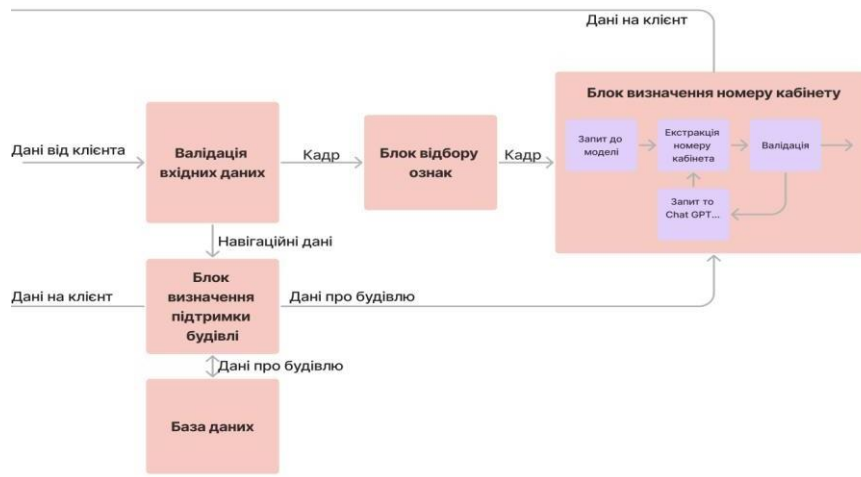 Дані на клієнт
Блок визначення номеру кабінету
Дані від клієнта
Валідація
вхідних даних
Кадр
Блок відбору
ознак
Кадр
Запит до
моделі
Екстракція
номеру
кабінета
Валідація
Запит то
Chat GPT...
Навігаційні дані
Дані на клієнт
Блок
визначення
підтримки
будівлі
Дані про будівлю
Дані про будівлю
База даних